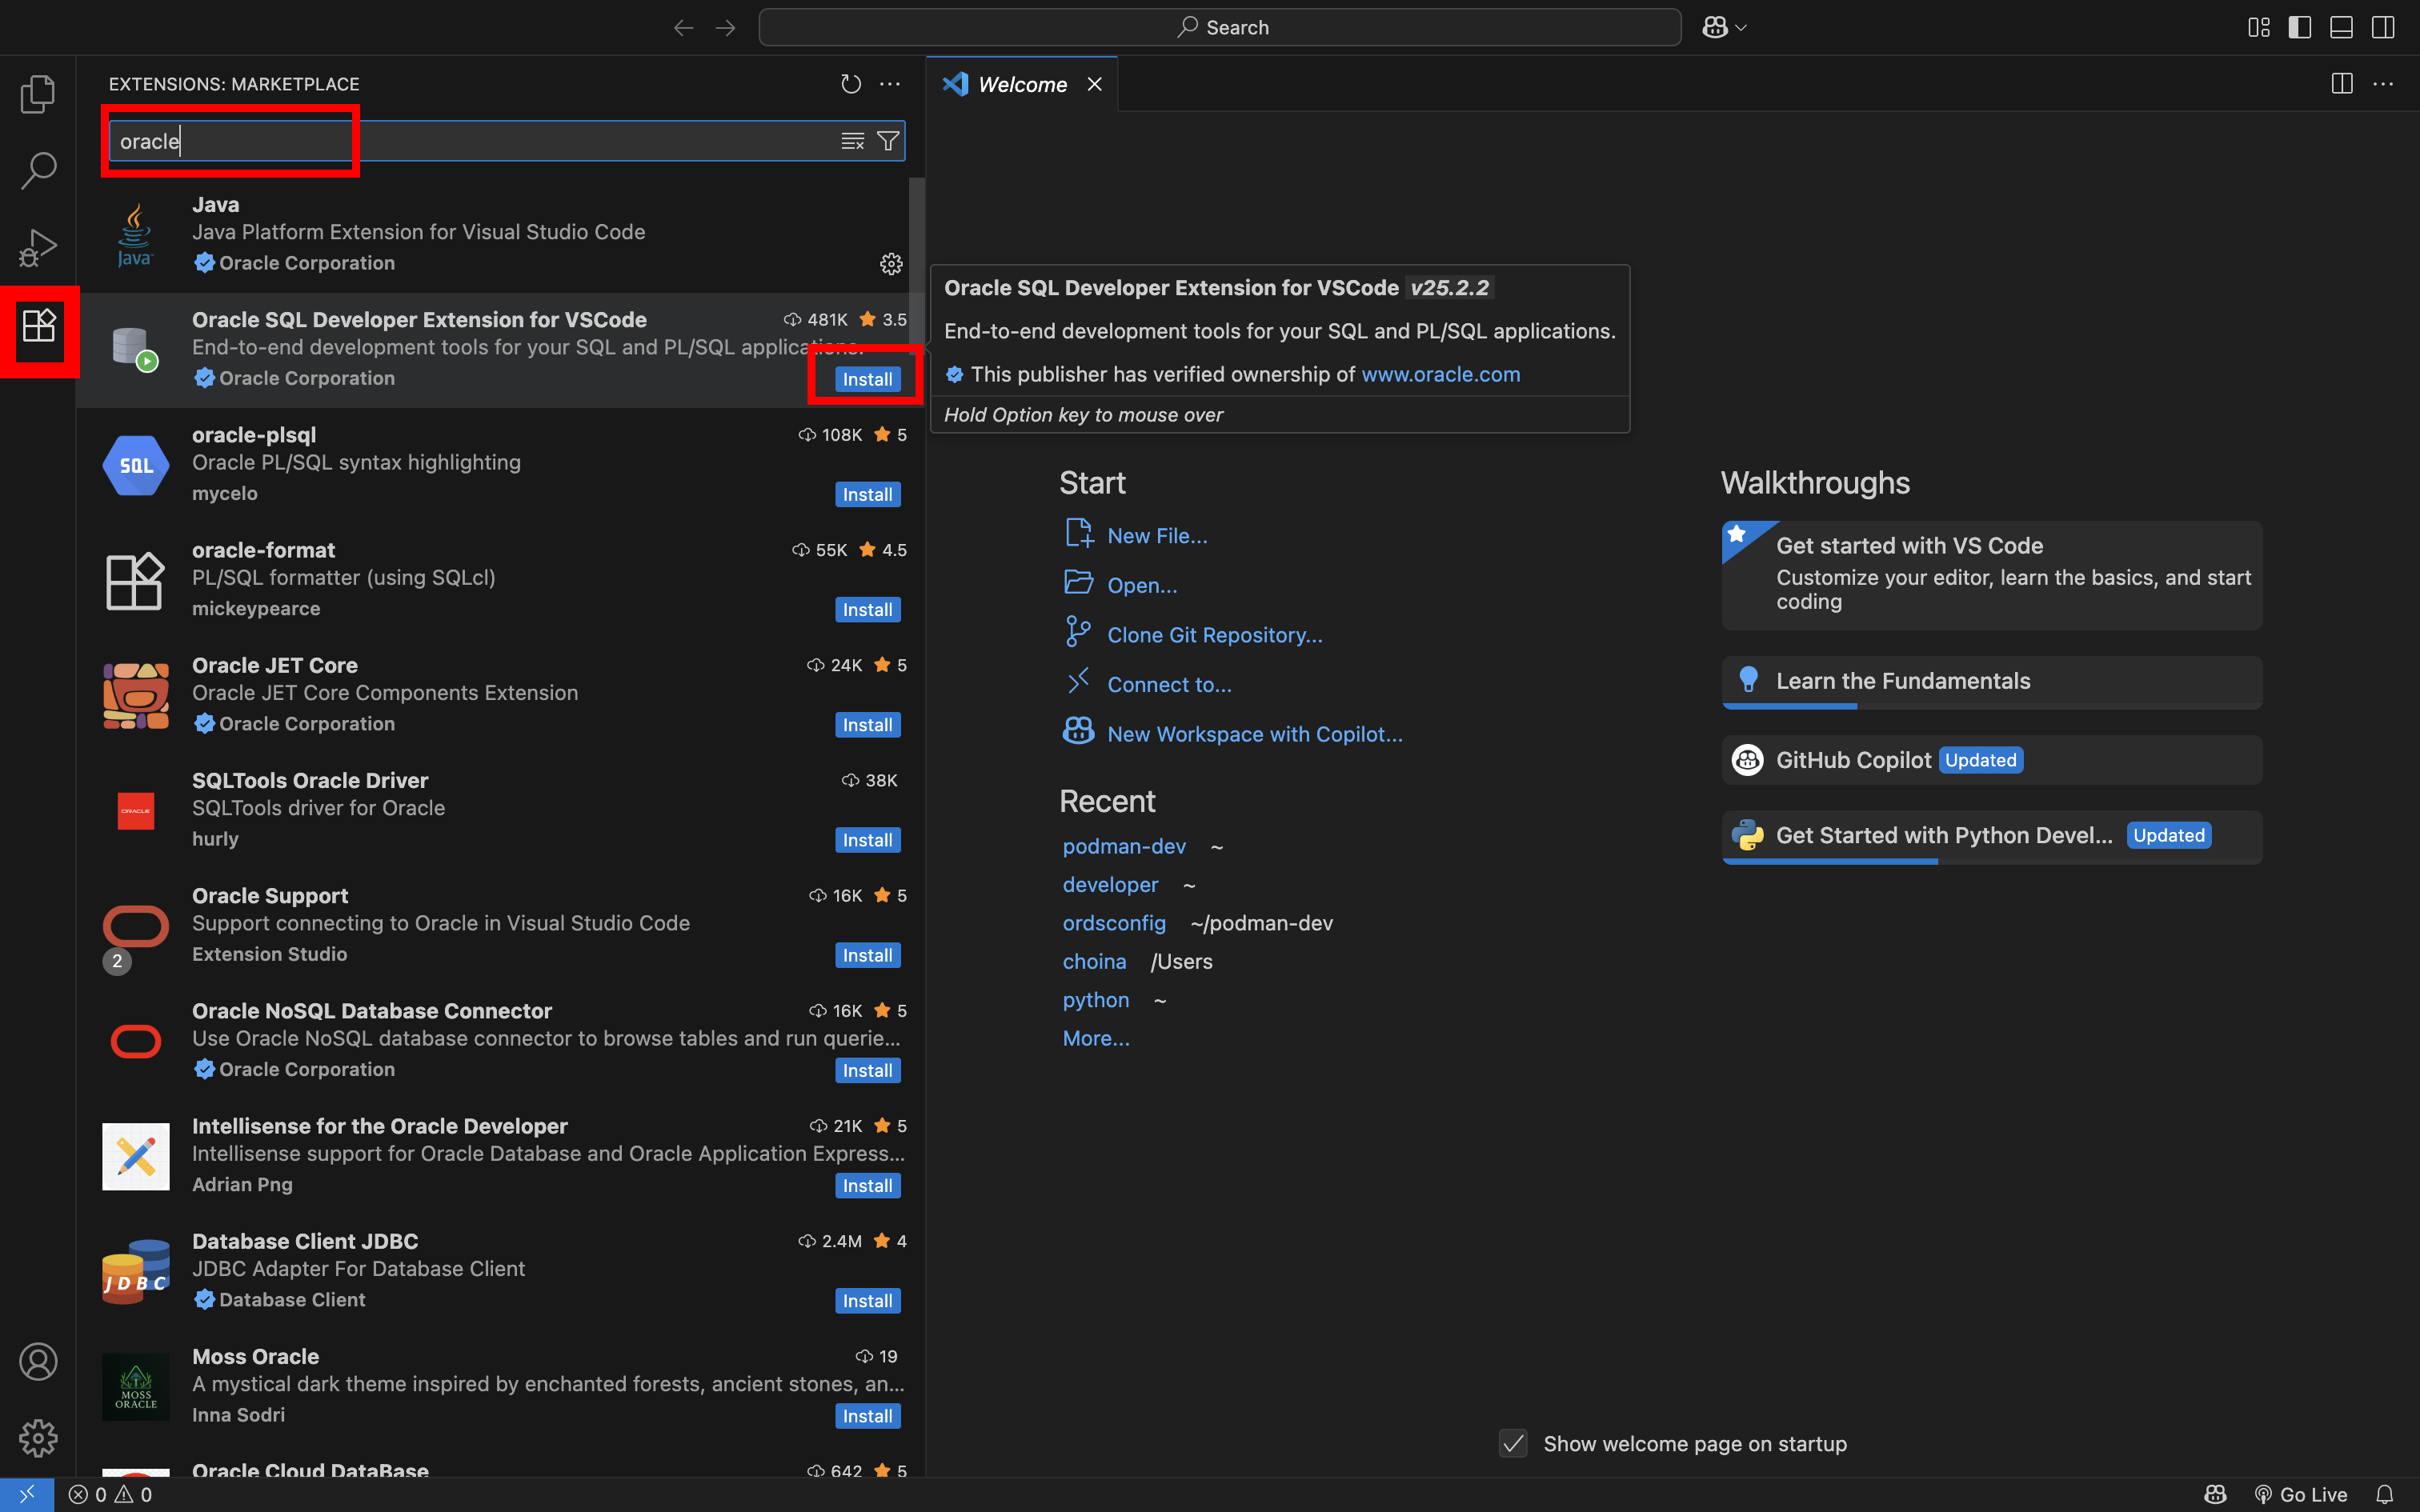 Search
EXTENSIONS: MARKETPLACE
oracle
Java
Java Platform Extension for Visual Studio Code
Oracle Corporation
Java
Oracle SQL Developer Extension for VSCode 481K 3.5
End-to-end development tools for your SQL and PL/SQL applications.
Oracle Corporation
Install
SQL
oracle-plsql 108K 5
Oracle PL/SQL syntax highlighting
mycelo
Install
oracle-format 55K 4.5
PL/SQL formatter (using SQLcl)
mickeypearce
Install
Oracle JET Core 24K 5
Oracle JET Core Components Extension
Oracle Corporation
Install
ORACLE
SQLTools Oracle Driver 38K
SQLTools driver for Oracle
hurly
Install
2
Oracle Support 16K 5
Support connecting to Oracle in Visual Studio Code
Extension Studio
Install
Oracle NoSQL Database Connector 16K 5
Use Oracle NoSQL database connector to browse tables and run querie...
Oracle Corporation
Install
Intellisense for the Oracle Developer 21K 5
Intellisense support for Oracle Database and Oracle Application Express...
Adrian Png
Install
JDBC
Database Client JDBC 2.4M 4
JDBC Adapter For Database Client
Database Client
Install
MOSS
ORACLE
Moss Oracle 19
A mystical dark theme inspired by enchanted forests, ancient stones, an...
Inna Sodri
Install
Oracle Cloud DataBase 642 5
Welcome
Oracle SQL Developer Extension for VSCode v25.2.2
End-to-end development tools for your SQL and PL/SQL applications.
This publisher has verified ownership of www.oracle.com
Hold Option key to mouse over
Start
New File...
Open...
Clone Git Repository...
Connect to...
New Workspace with Copilot...
Recent
podman-dev ~
developer ~
ordsconfig ~/podman-dev
choina /Users
python ~
More...
Walkthroughs
Get started with VS Code
Customize your editor, learn the basics, and start
coding
Learn the Fundamentals
GitHub Copilot Updated
Get Started with Python Devel... Updated
Show welcome page on startup
0 0
Go Live